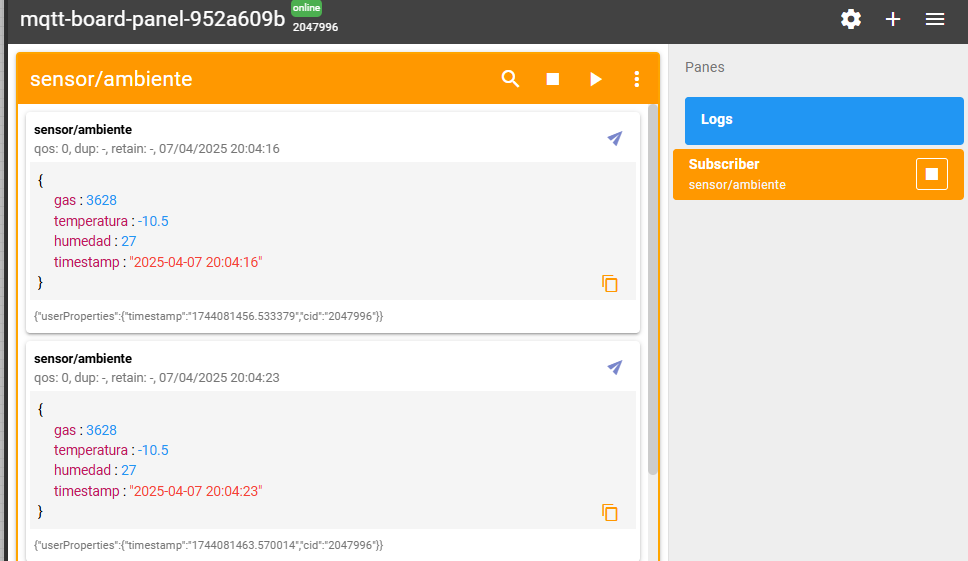 mqtt-board-panel-952a609b online
2047996
sensor/ambiente
sensor/ambiente
qos: 0, dup: -, retain: -, 07/04/2025 20:04:16
{
gas : 3628
temperatura : -10.5
humedad : 27
timestamp : "2025-04-07 20:04:16"
}
{"userProperties":{"timestamp":"1744081456.533379","cid":"2047996"}}
sensor/ambiente
qos: 0, dup: -, retain: -, 07/04/2025 20:04:23
{
gas : 3628
temperatura : -10.5
humedad : 27
timestamp : "2025-04-07 20:04:23"
}
{"userProperties":{"timestamp":"1744081463.570014","cid":"2047996"}}
Panes
Logs
Subscriber
sensor/ambiente